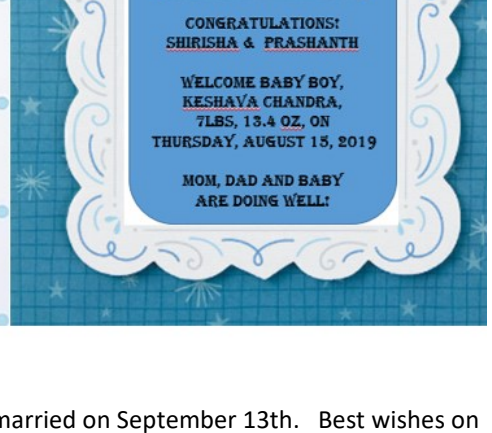 CONGRATULATIONS!
SHIRISHA & PRASHANTH
WELCOME BABY BOY,
KESHAVA CHANDRA,
7LBS, 13.4 OZ, ON
THURSDAY, AUGUST 15, 2019
MOM, DAD AND BABY
ARE DOING WELL!
married on September 13th. Best wishes on